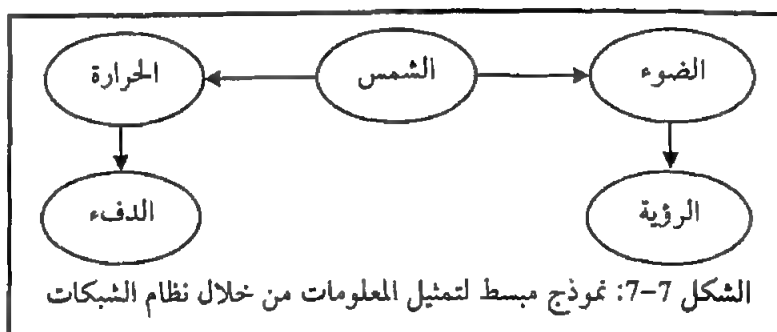 الضوء
الشمس
الحرارة
الرؤية
الدفء
الشكل 7-7: نموذج مبسط لتمثيل المعلومات من خلال نظام الشبكات